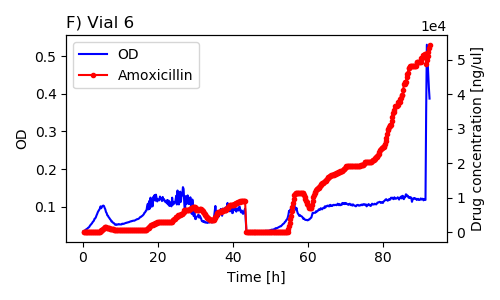 F) Vial 6
1e4
OD
Amoxicillin
OD
Drug concentration [ng/ul]
0.5
0.4
0.3
0.2
0.1
5
4
3
2
1
0
0 20 40 60 80
Time [h]